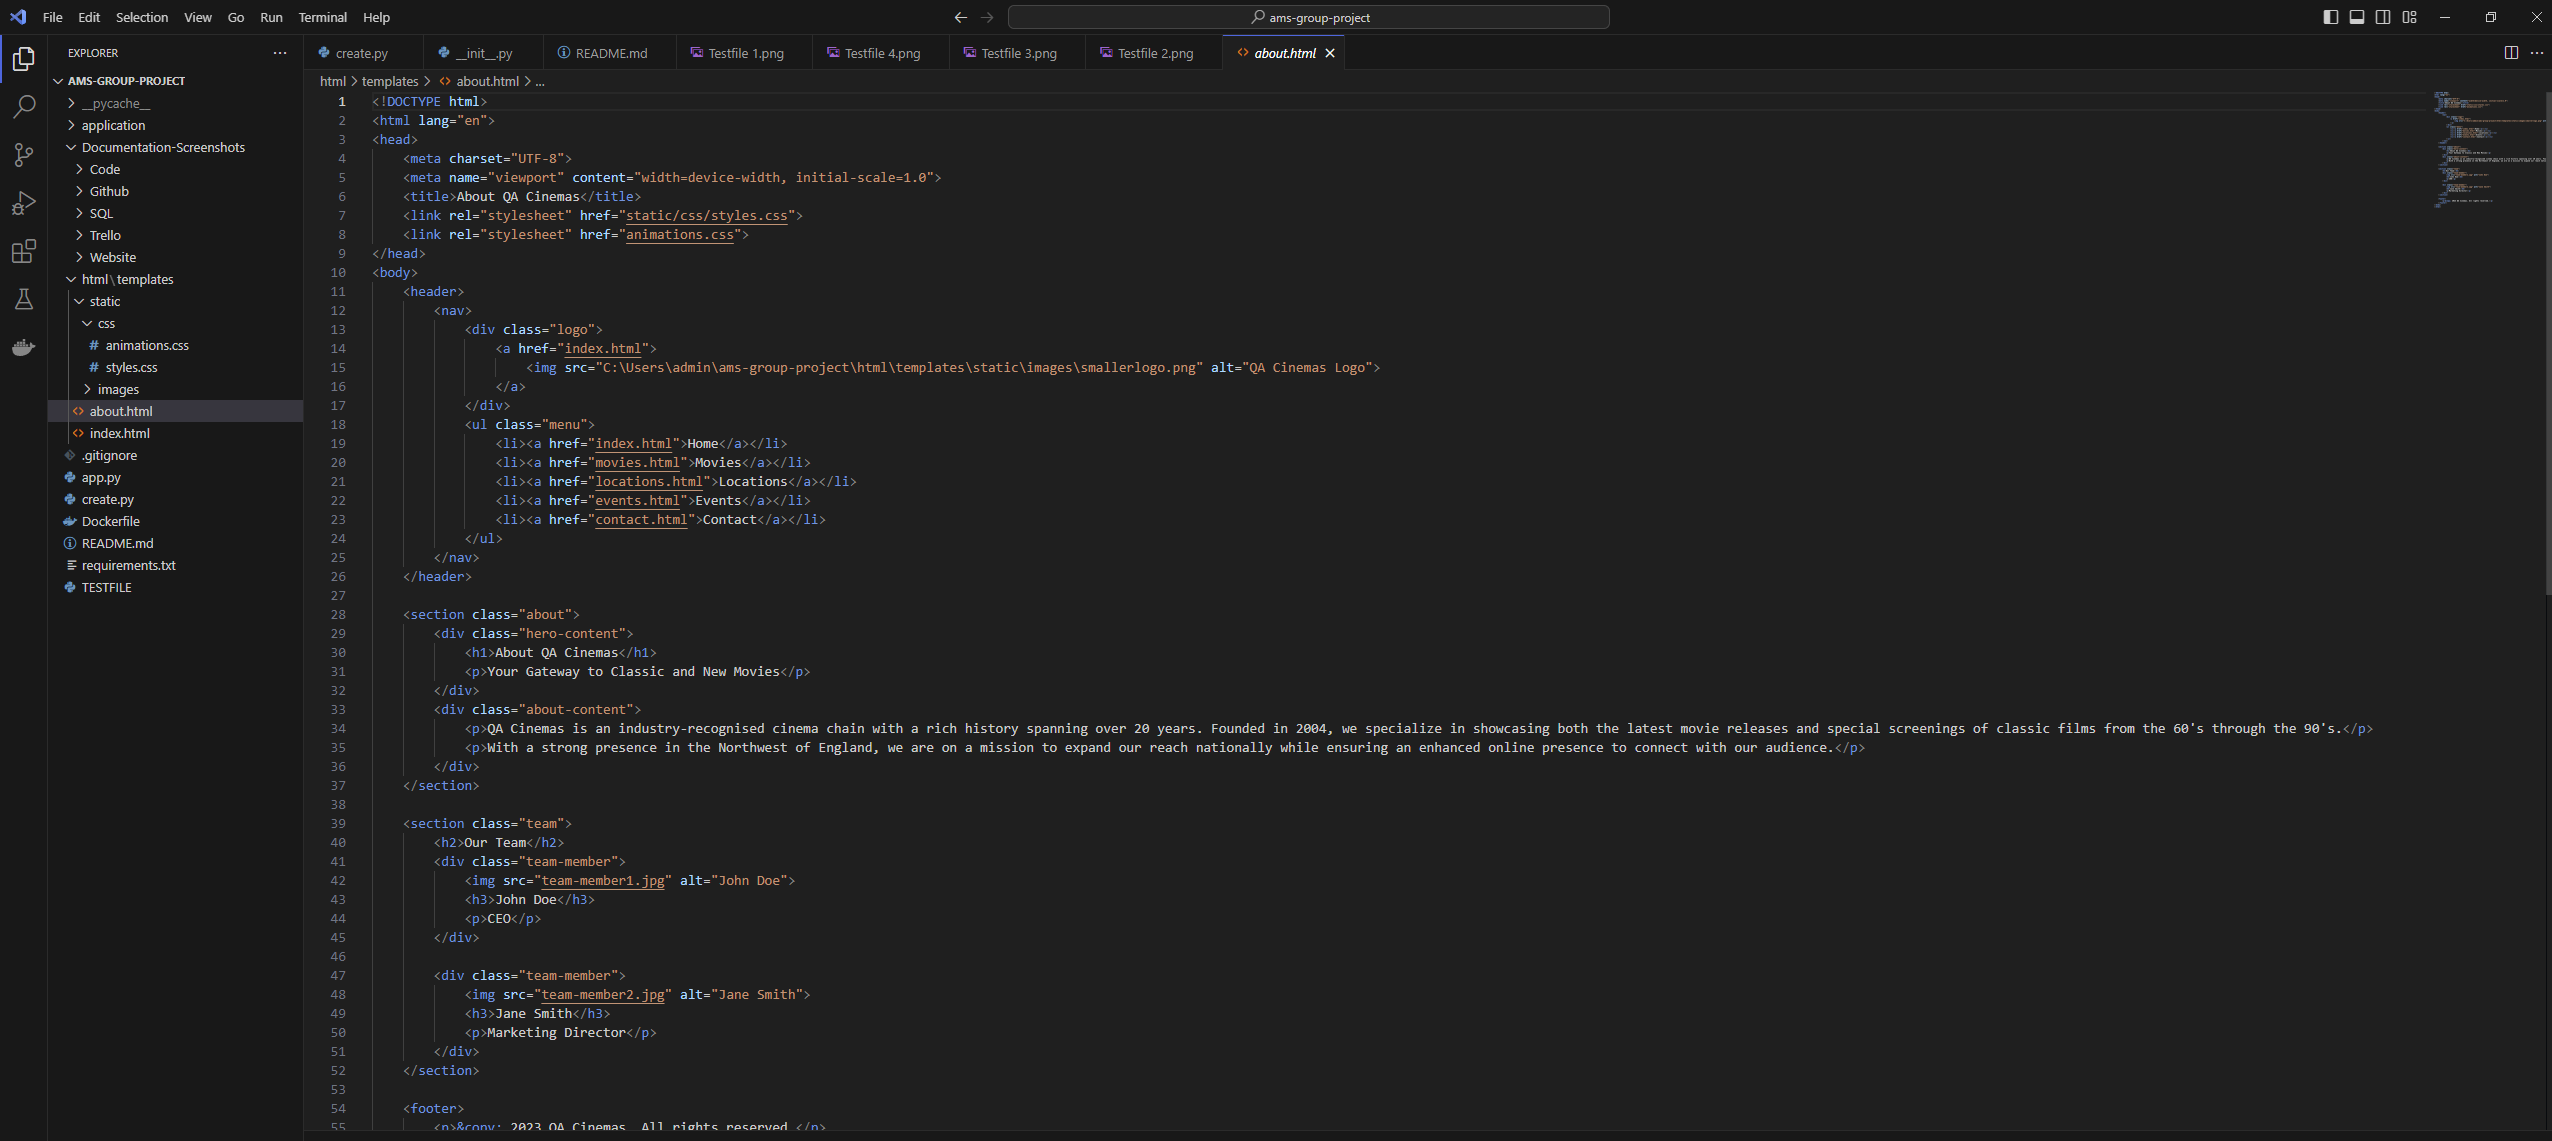 File Edit Selection View Go Run Terminal Help
ams-group-project
EXPLORER
AMS-GROUP-PROJECT
__pycache__
application
Documentation-Screenshots
Code
Github
SQL
Trello
Website
html\templates
static
css
animations.css
styles.css
images
about.html
index.html
.gitignore
app.py
create.py
Dockerfile
README.md
requirements.txt
TESTFILE
create.py __init__.py README.md Testfile 1.png Testfile 4.png Testfile 3.png Testfile 2.png about.html
html > templates > about.html > ...
1 <!DOCTYPE html>
2 <html lang="en">
3 <head>
4 <meta charset="UTF-8">
5 <meta name="viewport" content="width=device-width, initial-scale=1.0">
6 <title>About QA Cinemas</title>
7 <link rel="stylesheet" href="static/css/styles.css">
8 <link rel="stylesheet" href="animations.css">
9 </head>
10 <body>
11 <header>
12 <nav>
13 <div class="logo">
14 <a href="index.html">
15 <img src="C:\Users\admin\ams-group-project\html\templates\static\images\smallerlogo.png" alt="QA Cinemas Logo">
16 </a>
17 </div>
18 <ul class="menu">
19 <li><a href="index.html">Home</a></li>
20 <li><a href="movies.html">Movies</a></li>
21 <li><a href="locations.html">Locations</a></li>
22 <li><a href="events.html">Events</a></li>
23 <li><a href="contact.html">Contact</a></li>
24 </ul>
25 </nav>
26 </header>
27
28 <section class="about">
29 <div class="hero-content">
30 <h1>About QA Cinemas</h1>
31 <p>Your Gateway to Classic and New Movies</p>
32 </div>
33 <div class="about-content">
34 <p>QA Cinemas is an industry-recognised cinema chain with a rich history spanning over 20 years. Founded in 2004, we specialize in showcasing both the latest movie releases and special screenings of classic films from the 60's through the 90's.</p>
35 <p>With a strong presence in the Northwest of England, we are on a mission to expand our reach nationally while ensuring an enhanced online presence to connect with our audience.</p>
36 </div>
37 </section>
38
39 <section class="team">
40 <h2>Our Team</h2>
41 <div class="team-member">
42 <img src="team-member1.jpg" alt="John Doe">
43 <h3>John Doe</h3>
44 <p>CEO</p>
45 </div>
46
47 <div class="team-member">
48 <img src="team-member2.jpg" alt="Jane Smith">
49 <h3>Jane Smith</h3>
50 <p>Marketing Director</p>
51 </div>
52 </section>
53
54 <footer>
55 <p>&copy; 2023 QA Cinemas. All rights reserved.</p>